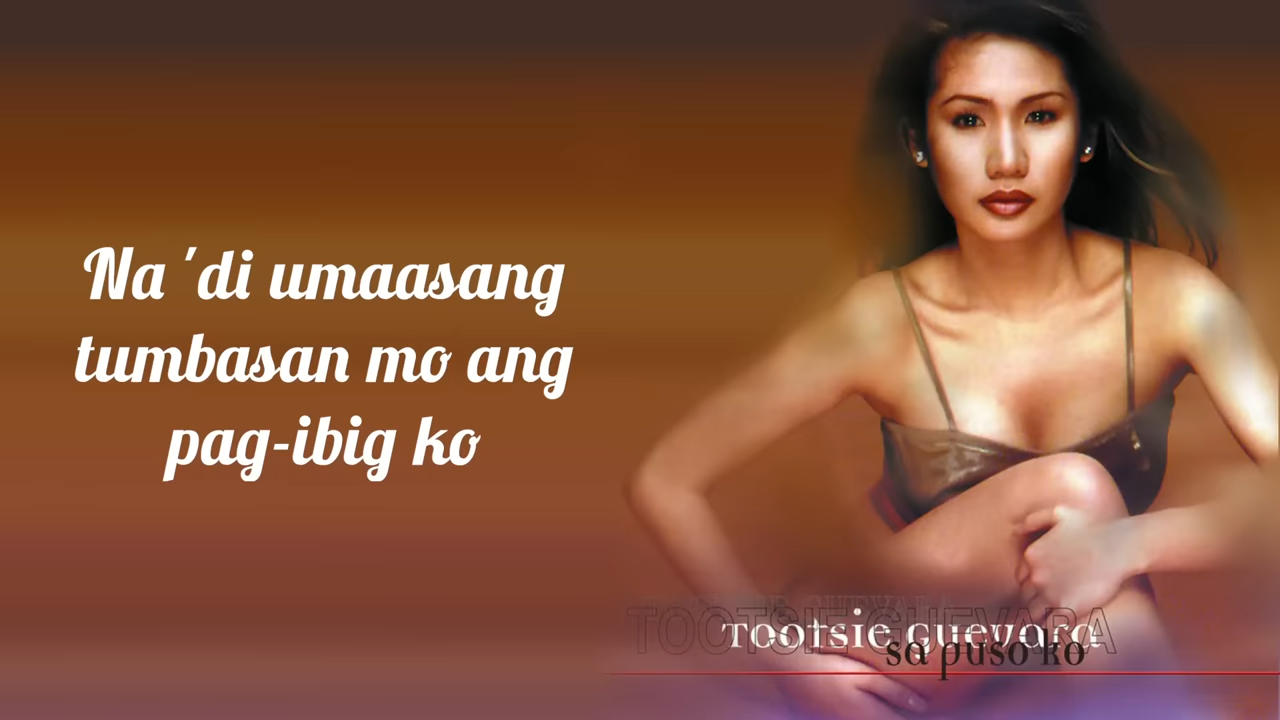 Na 'di umaasang
tumbasan mo ang
pag-ibig ko
TOOTSIE GUEVARA
Tootsie Guevara
sa puso ko